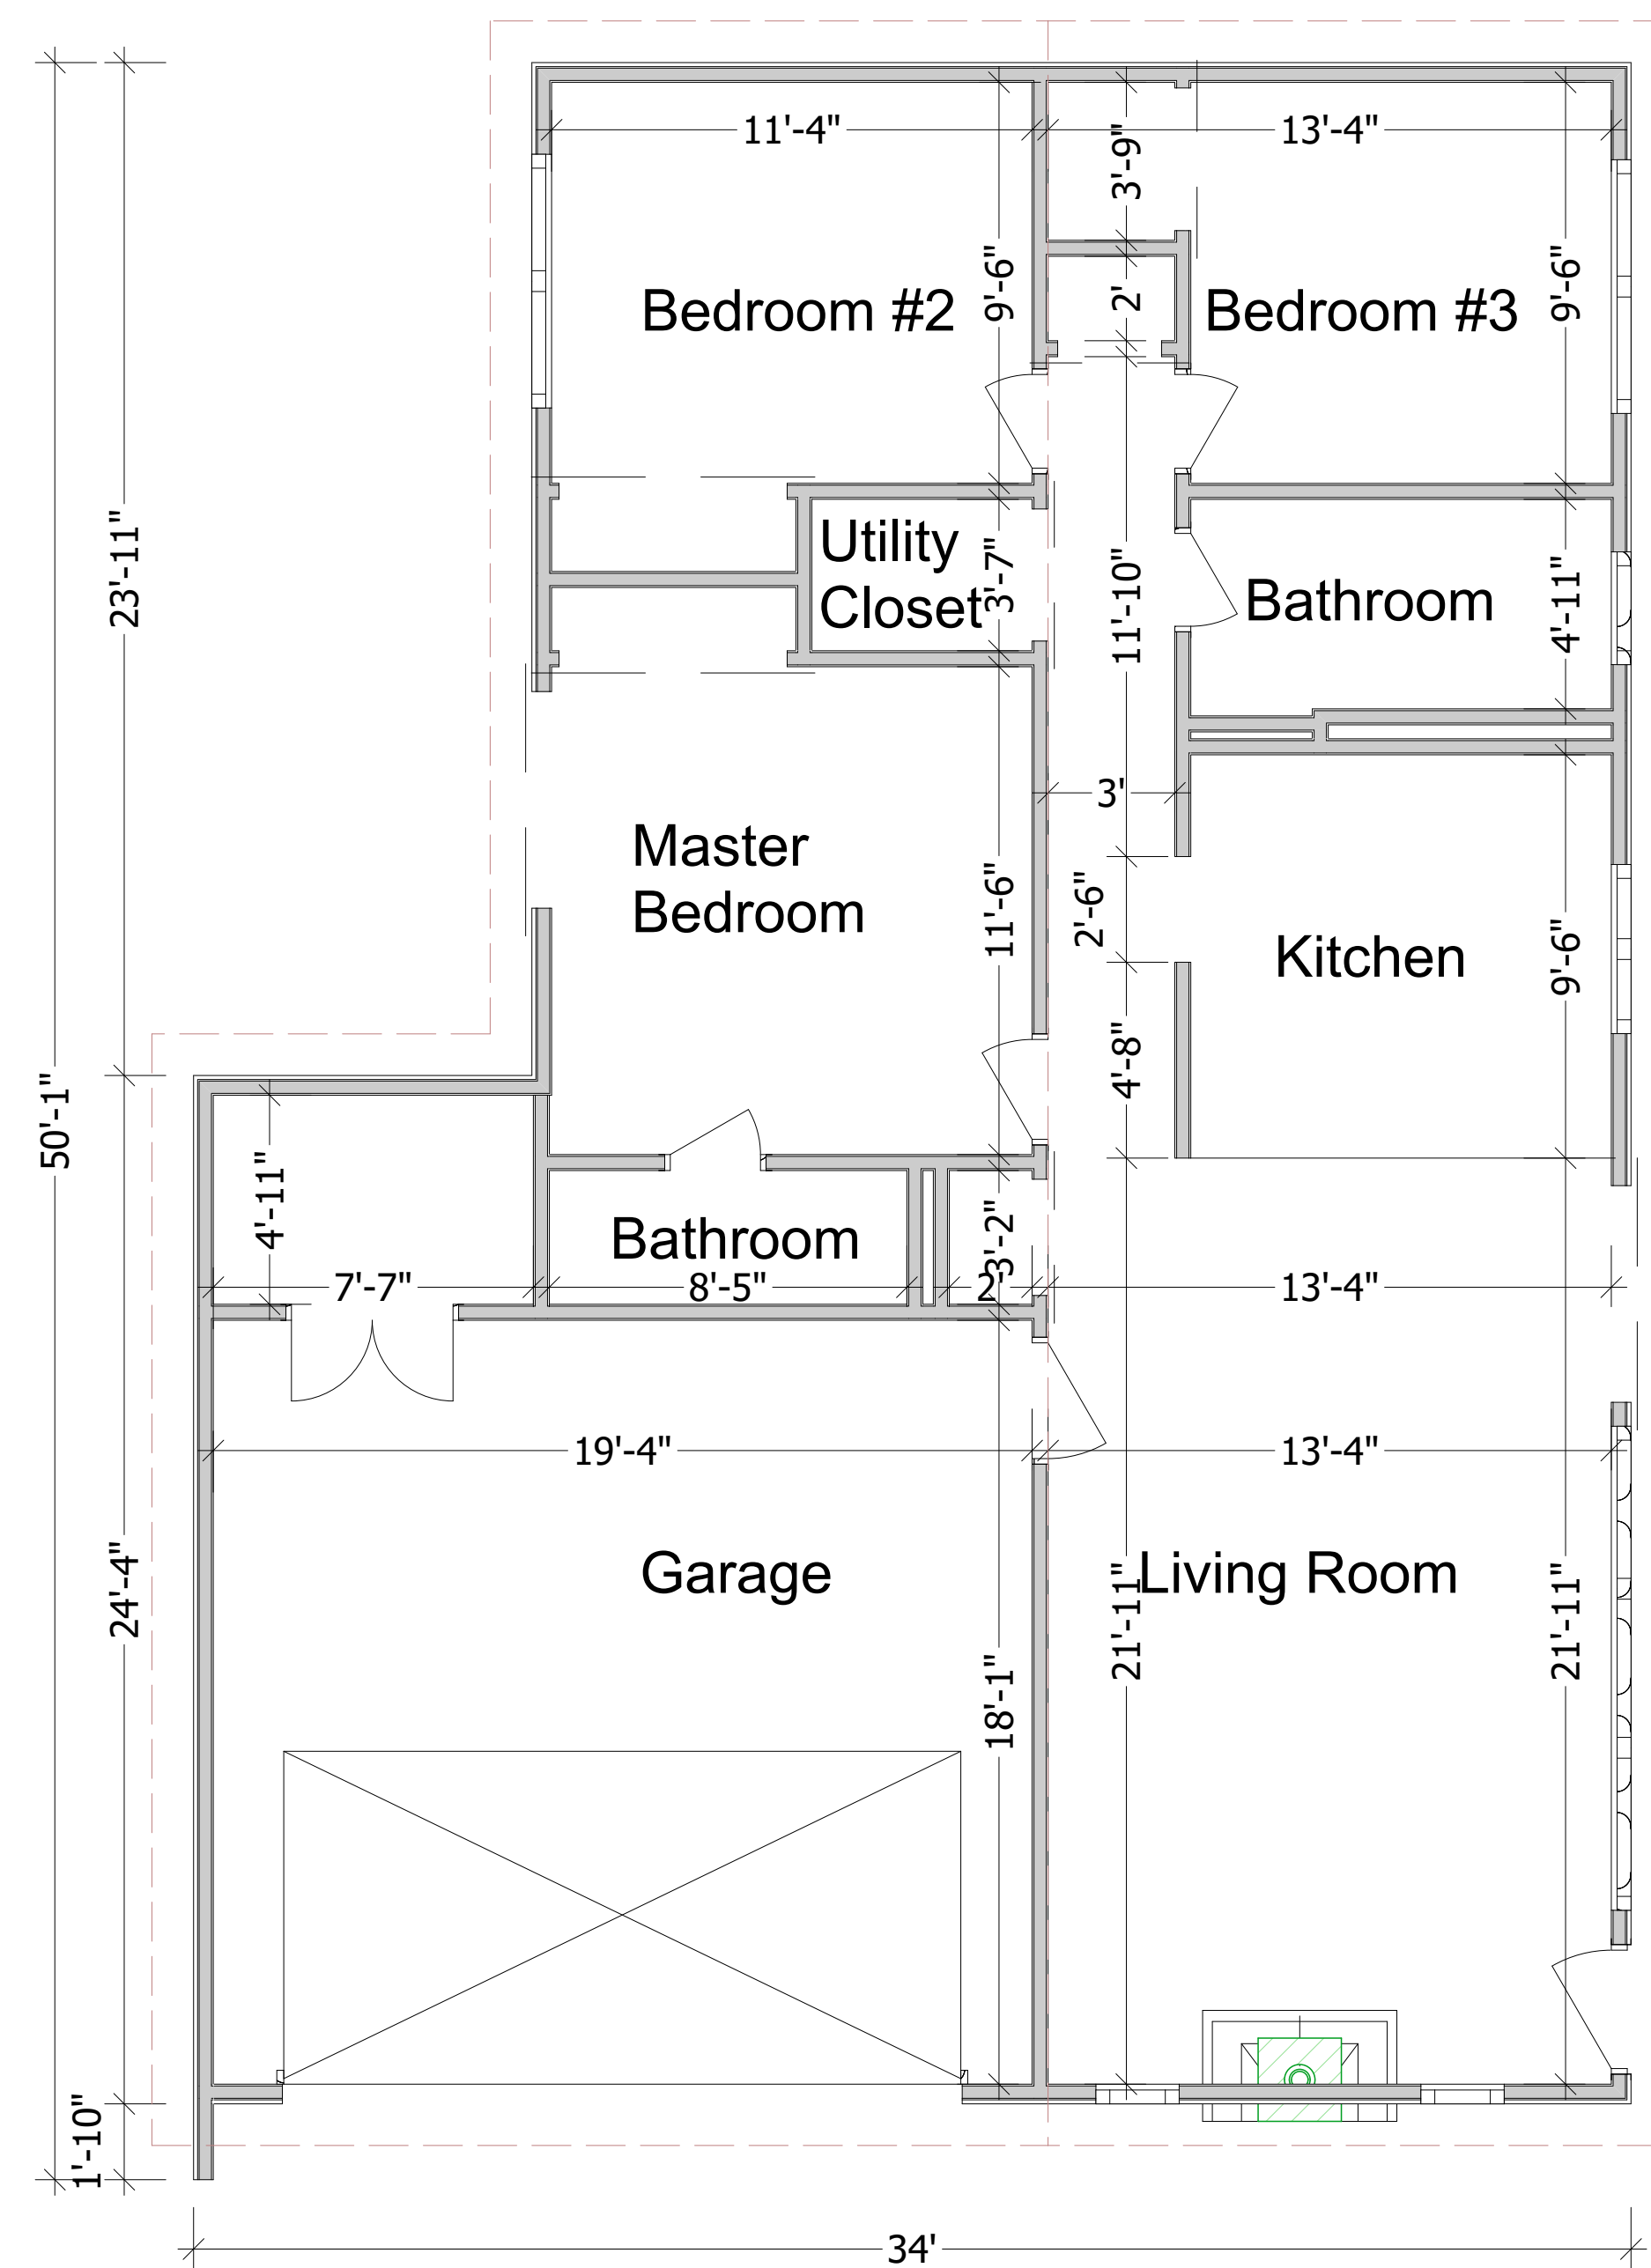 11'-4"
13'-4"
3'-9"
9'-6"
2'
9'-6"
Bedroom #2
Bedroom #3
23'-11"
Utility
Closet
3'-7"
11'-10"
Bathroom
4'-11"
3'
Master
Bedroom
11'-6"
2'-6"
Kitchen
9'-6"
4'-8"
50'-1"
4'-11"
Bathroom
3'-2"
7'-7"
8'-5"
2'
13'-4"
19'-4"
13'-4"
Garage
Living Room
24'-4"
21'-11"
21'-11"
18'-1"
1'-10"
34'